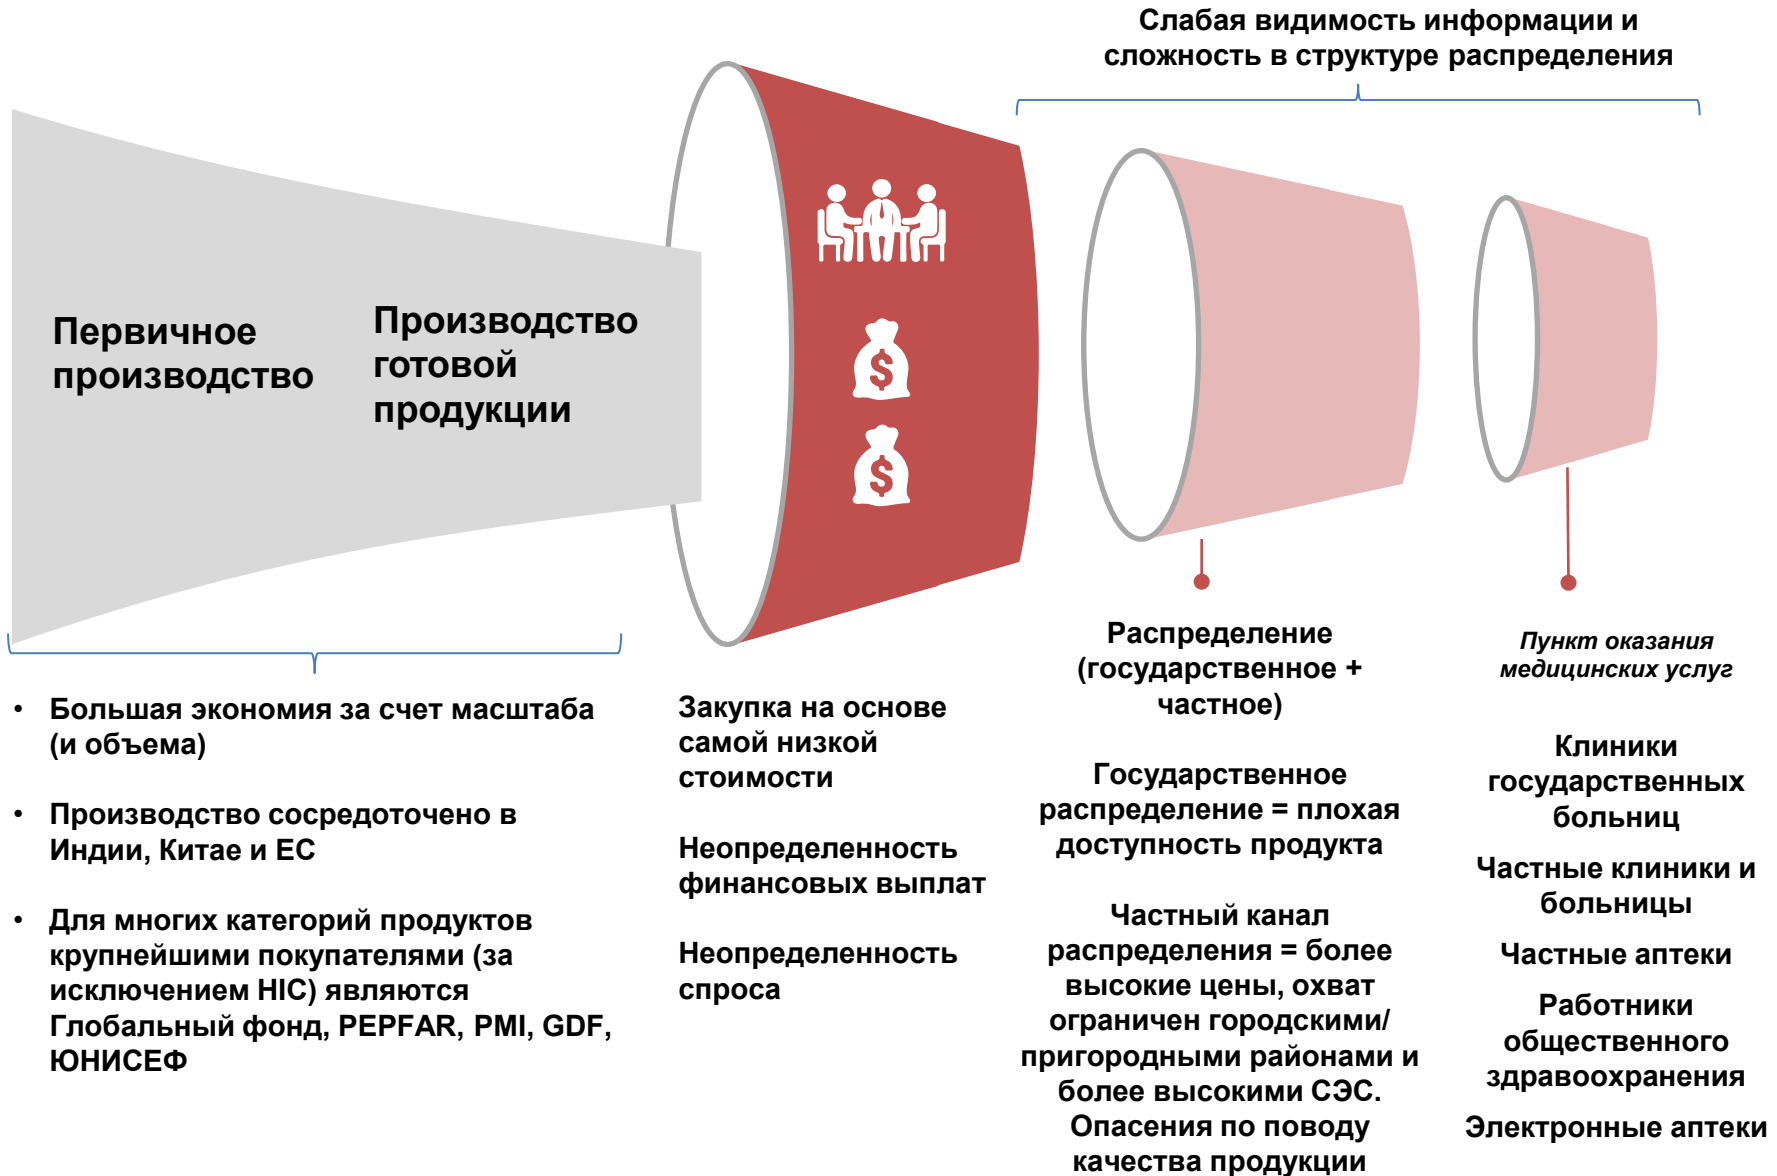 Слабая видимость информации и
сложность в структуре распределения
Первичное
производство
Производство
готовой
продукции
$
$
• Большая экономия за счет масштаба
(и объема)
• Производство сосредоточено в
Индии, Китае и ЕС
• Для многих категорий продуктов
крупнейшими покупателями (за
исключением HIC) являются
Глобальный фонд, PEPFAR, PMI, GDF,
ЮНИСЕФ
Закупка на основе
самой низкой
стоимости
Неопределенность
финансовых выплат
Неопределенность
спроса
Распределение
(государственное +
частное)
Государственное
распределение = плохая
доступность продукта
Частный канал
распределения = более
высокие цены, охват
ограничен городскими/
пригородными районами и
более высокими СЭС.
Опасения по поводу
качества продукции
Пункт оказания
медицинских услуг
Клиники
государственных
больниц
Частные клиники и
больницы
Частные аптеки
Работники
общественного
здравоохранения
Электронные аптеки